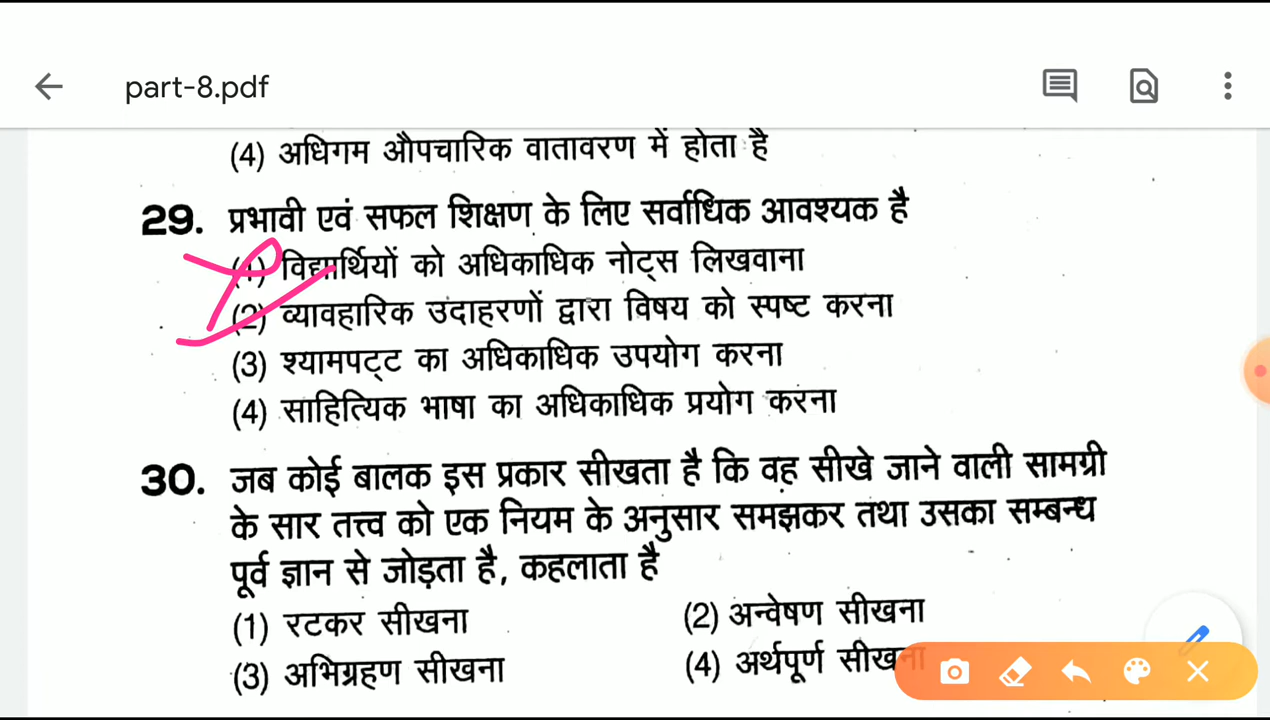 part-8.pdf
(4) अधिगम औपचारिक वातावरण में होता है
29. प्रभावी एवं सफल शिक्षण के लिए सर्वाधिक आवश्यक है
(1) विद्यार्थियों को अधिकाधिक नोट्स लिखवाना
(2) व्यावहारिक उदाहरणों द्वारा विषय को स्पष्ट करना
(3) श्यामपट्ट का अधिकाधिक उपयोग करना
(4) साहित्यिक भाषा का अधिकाधिक प्रयोग करना
30. जब कोई बालक इस प्रकार सीखता है कि वह सीखे जाने वाली सामग्री
के सार तत्त्व को एक नियम के अनुसार समझकर तथा उसका सम्बन्ध
पूर्व ज्ञान से जोड़ता है, कहलाता है
(1) रटकर सीखना (2) अन्वेषण सीखना
(3) अभिग्रहण सीखना (4) अर्थपूर्ण सीखना